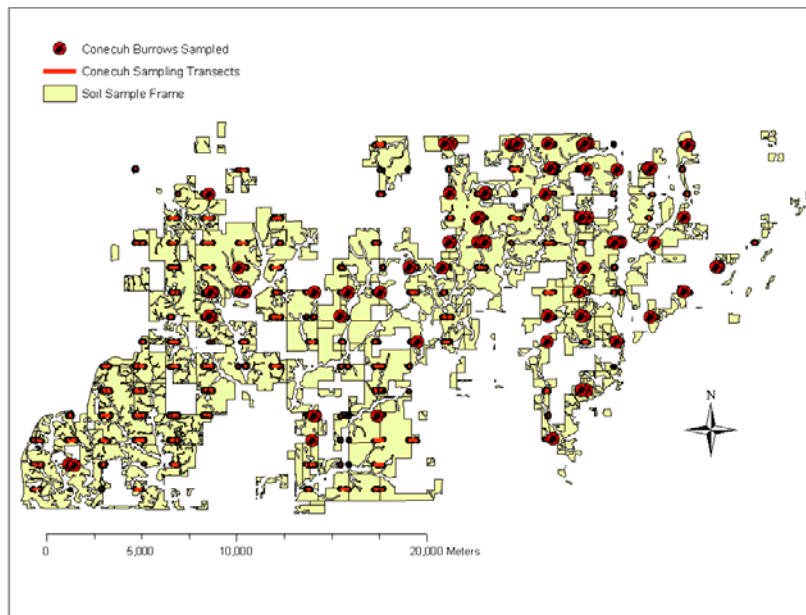 Conecuh Burrows Sampled
Conecuh Sampling Transects
Soil Sample Frame
N
0 5,000 10,000 20,000 Meters